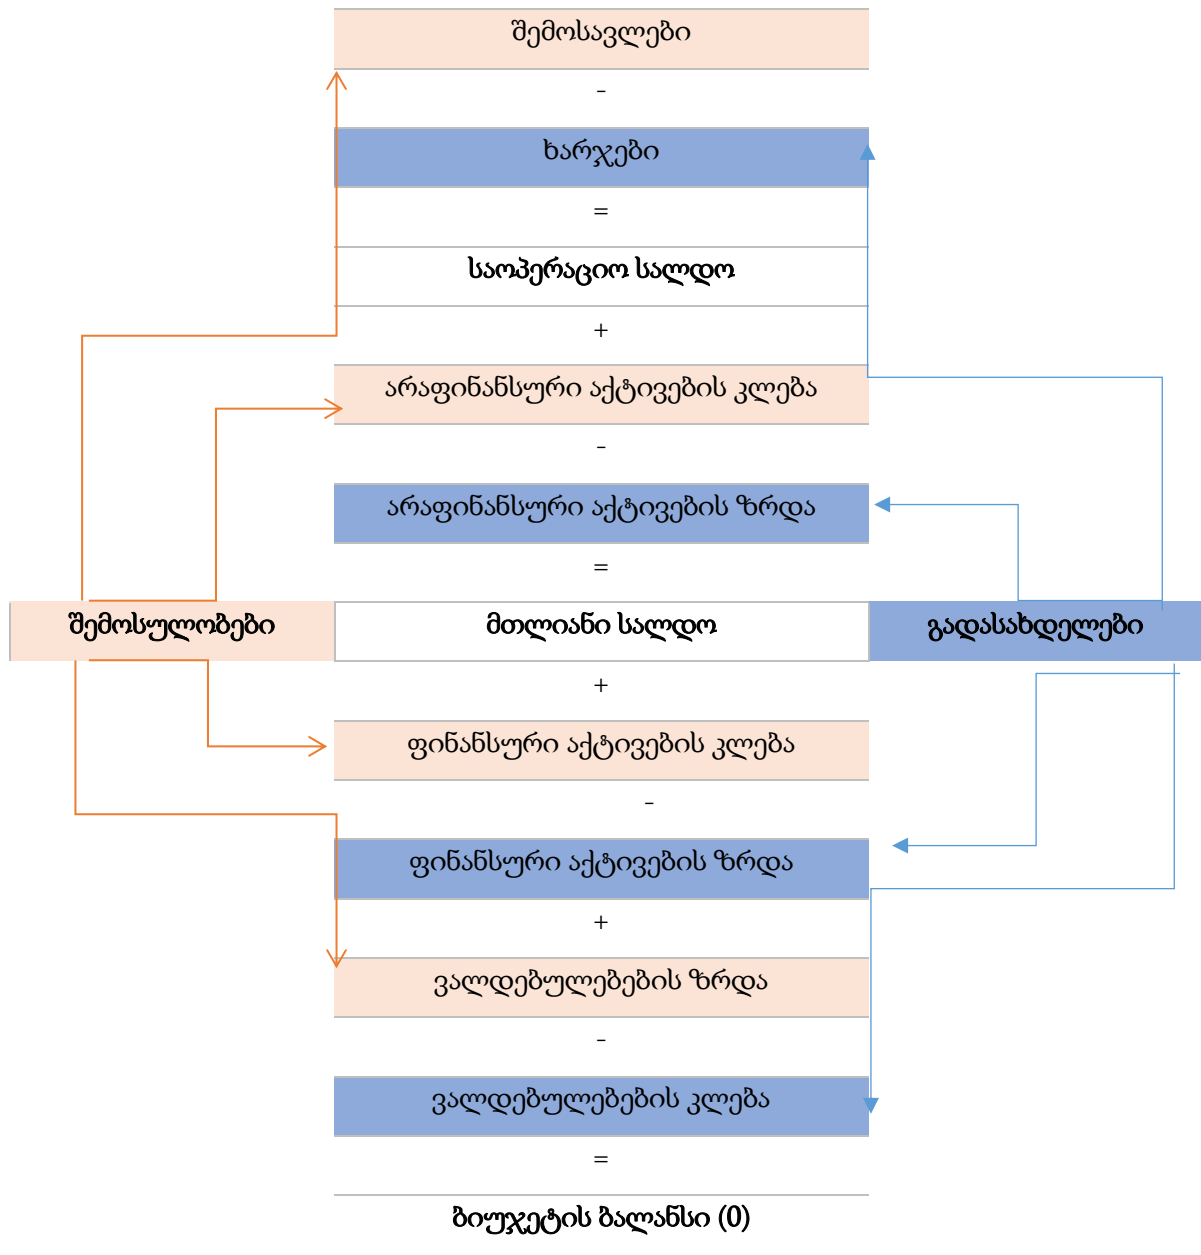 შემოსავლები
-
ხარჯები
=
საოპერაციო სალდო
+
არაფინანსური აქტივების კლება
-
არაფინანსური აქტივების ზრდა
=
შემოსულობები
მთლიანი სალდო
გადასახდელები
+
ფინანსური აქტივების კლება
-
ფინანსური აქტივების ზრდა
+
ვალდებულებების ზრდა
-
ვალდებულებების კლება
=
ბიუჯეტის ბალანსი (0)